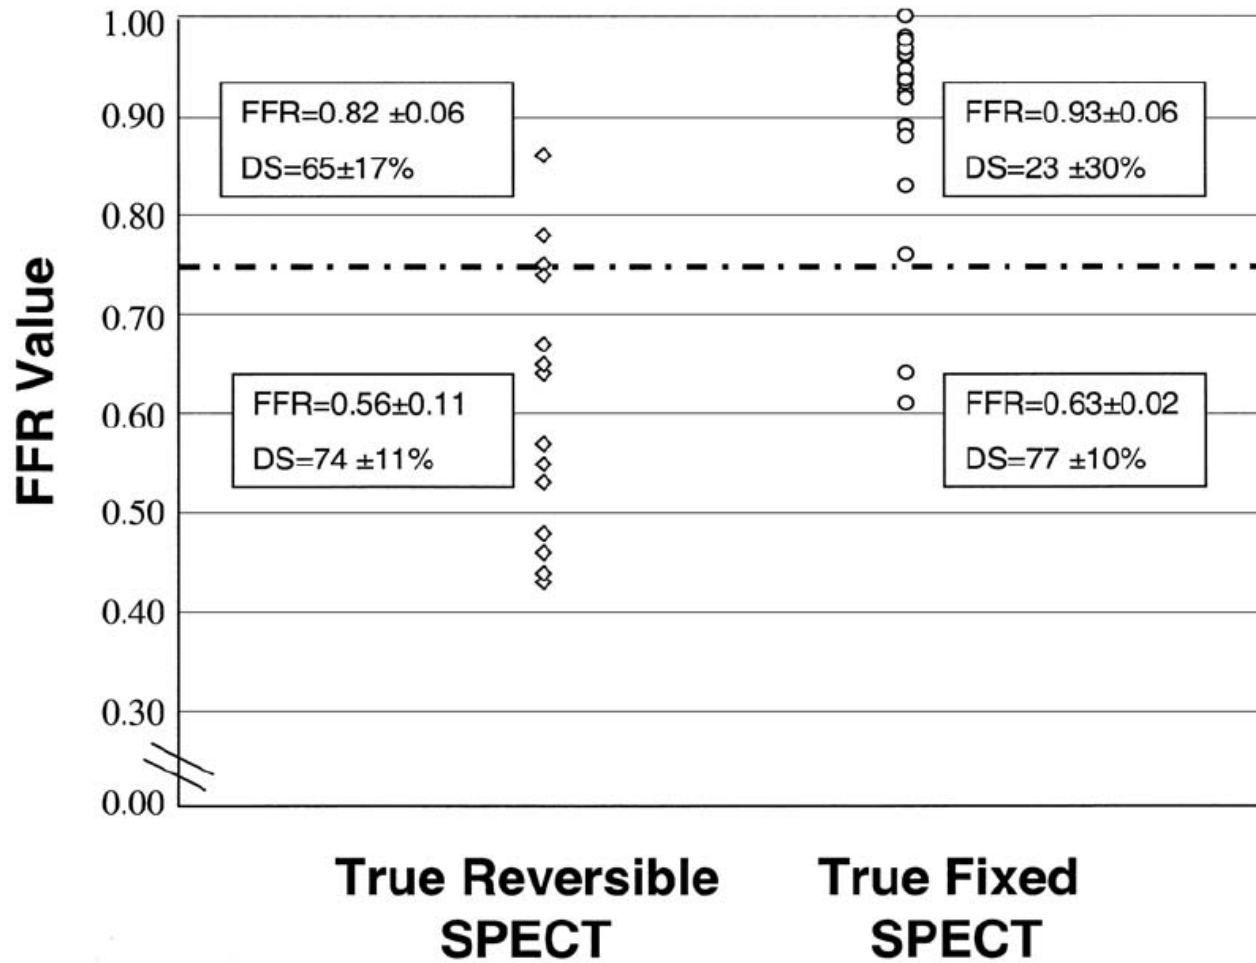 FFR Value
1.00
0.90
0.80
0.70
0.60
0.50
0.40
0.30
0.00
FFR=0.82 ±0.06
DS=65±17%
FFR=0.93±0.06
DS=23 ±30%
FFR=0.56±0.11
DS=74 ±11%
FFR=0.63±0.02
DS=77 ±10%
True Reversible
SPECT
True Fixed
SPECT